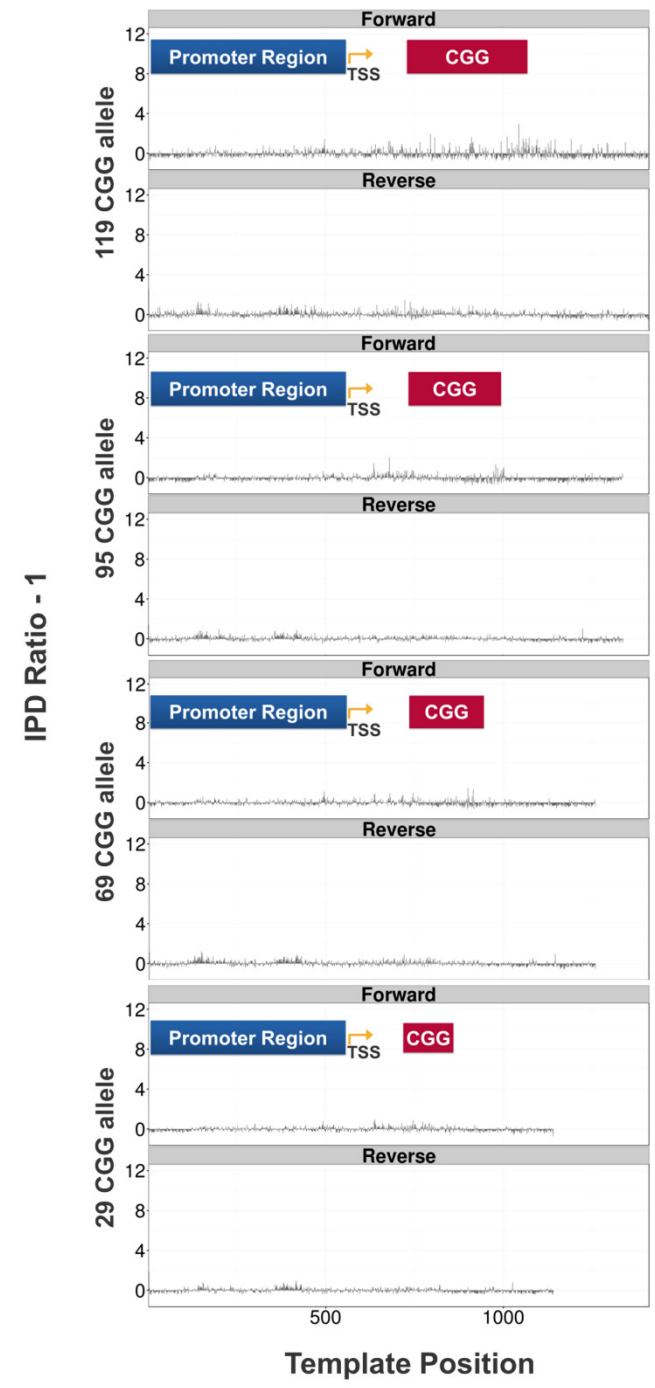 Forward
12
8
4
0
Promoter Region
TSS
CGG
119 CGG allele
Reverse
12
8
4
0
Forward
12
8
4
0
Promoter Region
TSS
CGG
95 CGG allele
Reverse
12
8
4
0
IPD Ratio - 1
Forward
12
8
4
0
Promoter Region
TSS
CGG
69 CGG allele
Reverse
12
8
4
0
Forward
12
8
4
0
Promoter Region
TSS
CGG
29 CGG allele
Reverse
12
8
4
0
500 1000
Template Position